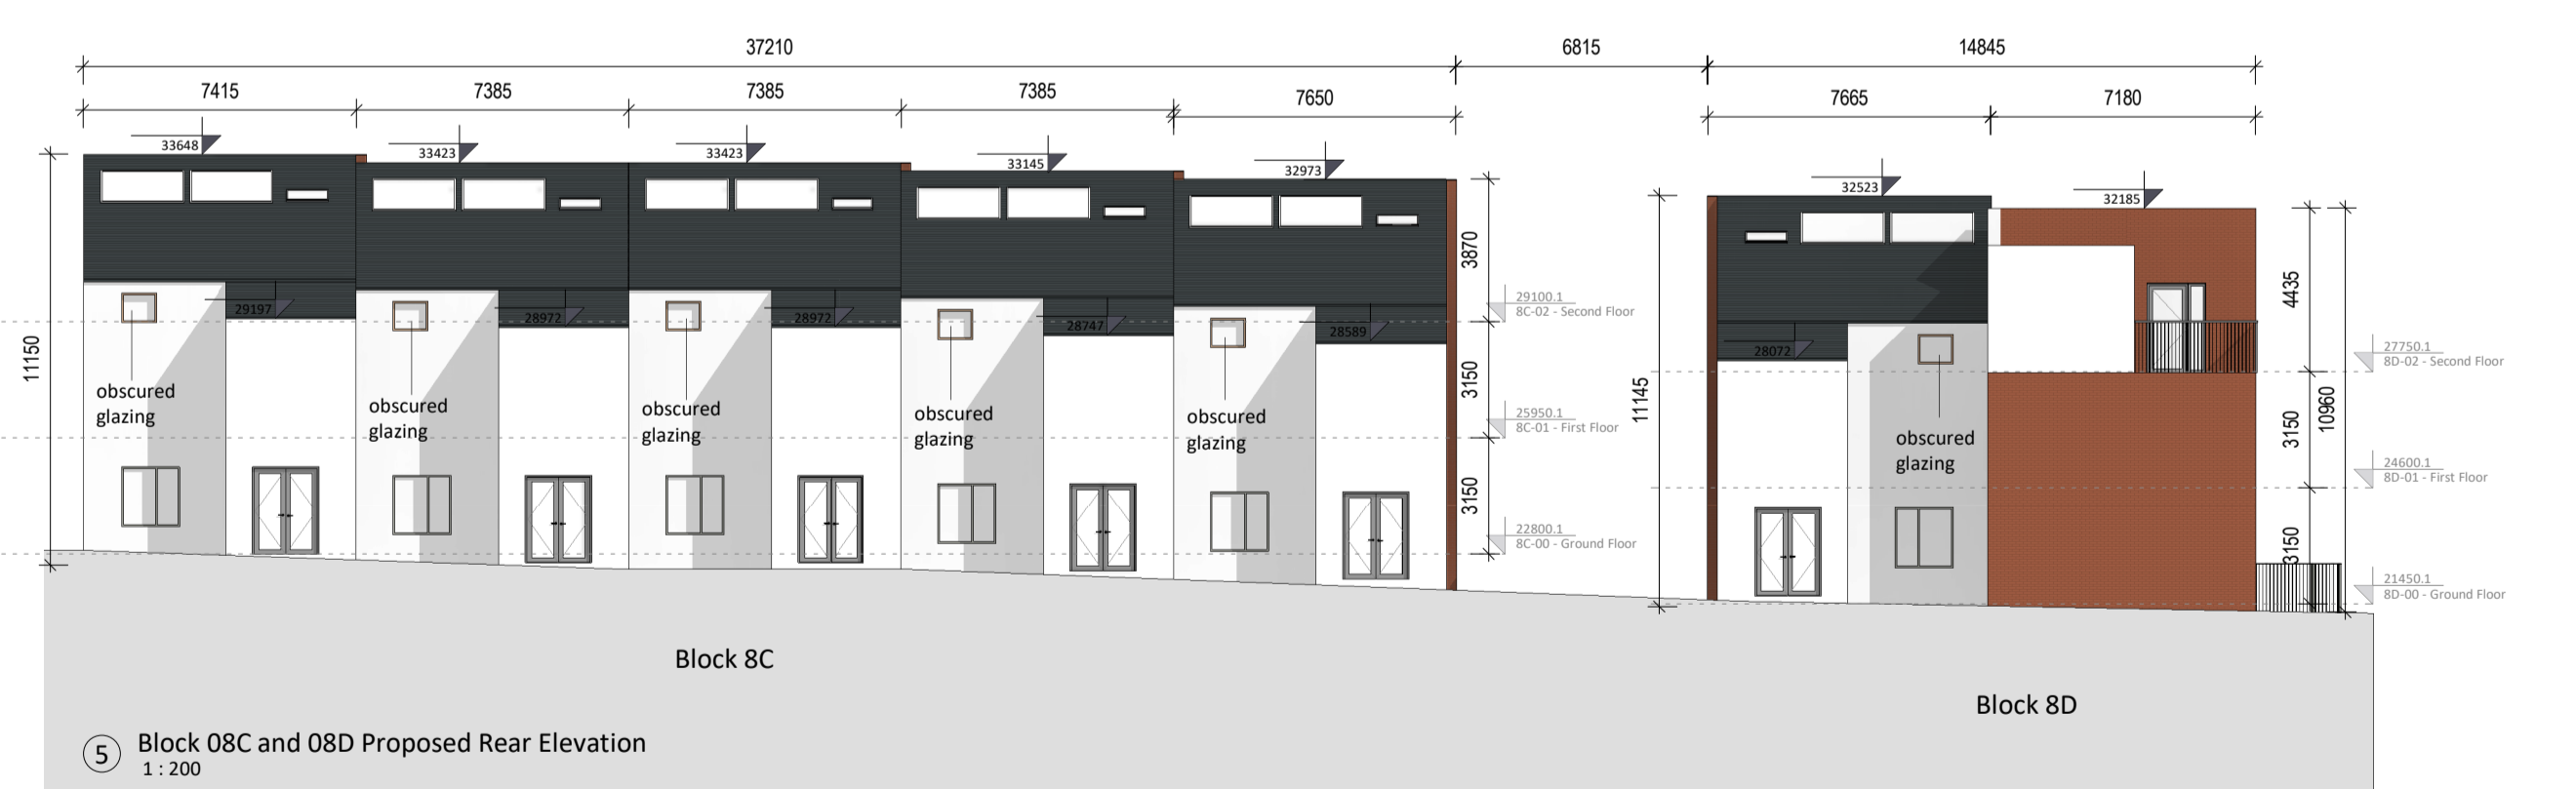 37210
6815
14845
7415
7385
7385
7385
7650
7665
7180
33648
33423
33423
33145
32973
32523
32185
29197
28972
28972
28747
28589
28072
11150
3870
3150
3150
29100.1
8C-02 - Second Floor
25950.1
8C-01 - First Floor
22800.1
8C-00 - Ground Floor
11145
4435
3150
3150
10960
27750.1
8D-02 - Second Floor
24600.1
8D-01 - First Floor
21450.1
8D-00 - Ground Floor
obscured
glazing
obscured
glazing
obscured
glazing
obscured
glazing
obscured
glazing
obscured
glazing
Block 8C
Block 8D
5
Block 08C and 08D Proposed Rear Elevation
1 : 200